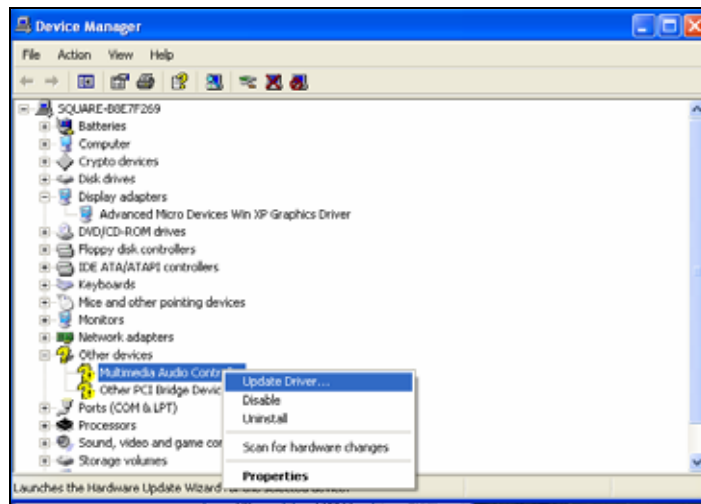 Device Manager
File Action View Help
SQUARE-B8E7F269
Batteries
Computer
Crypto devices
Disk drives
Display adapters
Advanced Micro Devices Win XP Graphics Driver
DVD/CD-ROM drives
Floppy disk controllers
IDE ATA/ATAPI controllers
Keyboards
Mice and other pointing devices
Monitors
Network adapters
Other devices
Multimedia Audio Contr
Update Driver...
Other PCI Bridge Devic
Disable
Ports (COM & LPT)
Uninstall
Processors
Sound, video and game con
Scan for hardware changes
Storage volumes
Properties
Launches the Hardware Update Wizard for the selected device.